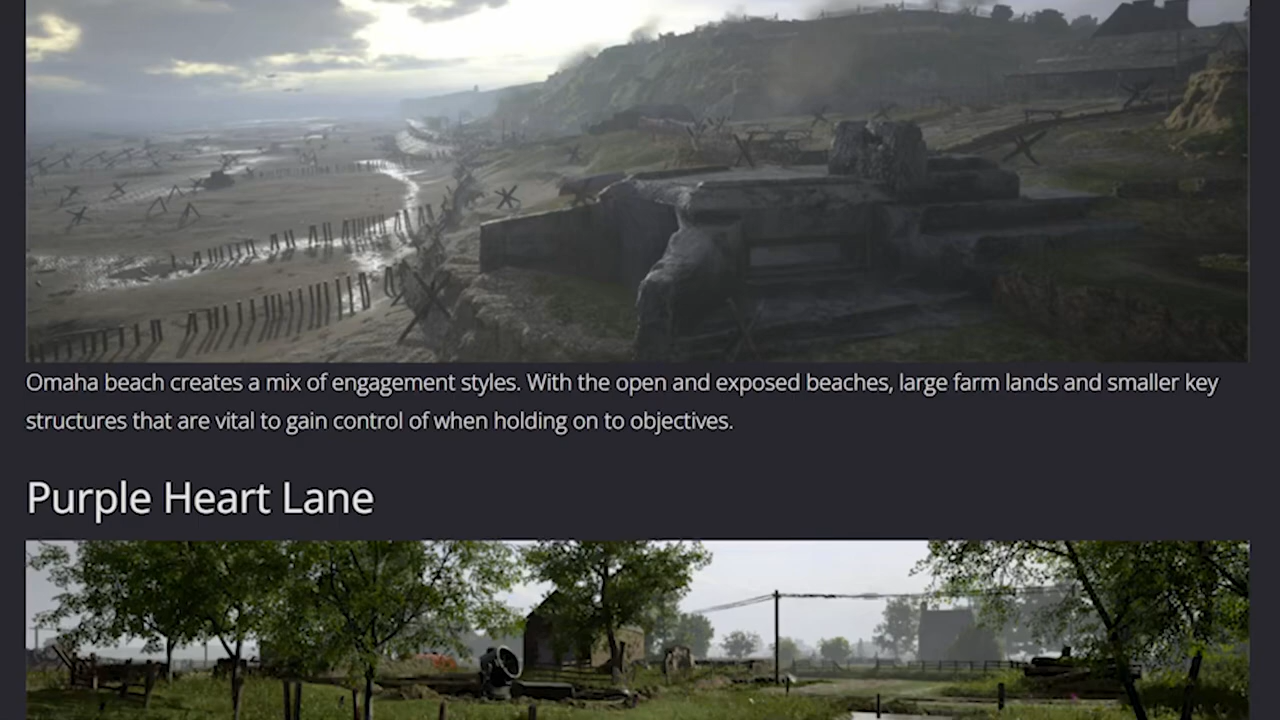 Omaha beach creates a mix of engagement styles. With the open and exposed beaches, large farm lands and smaller key
structures that are vital to gain control of when holding on to objectives.
Purple Heart Lane